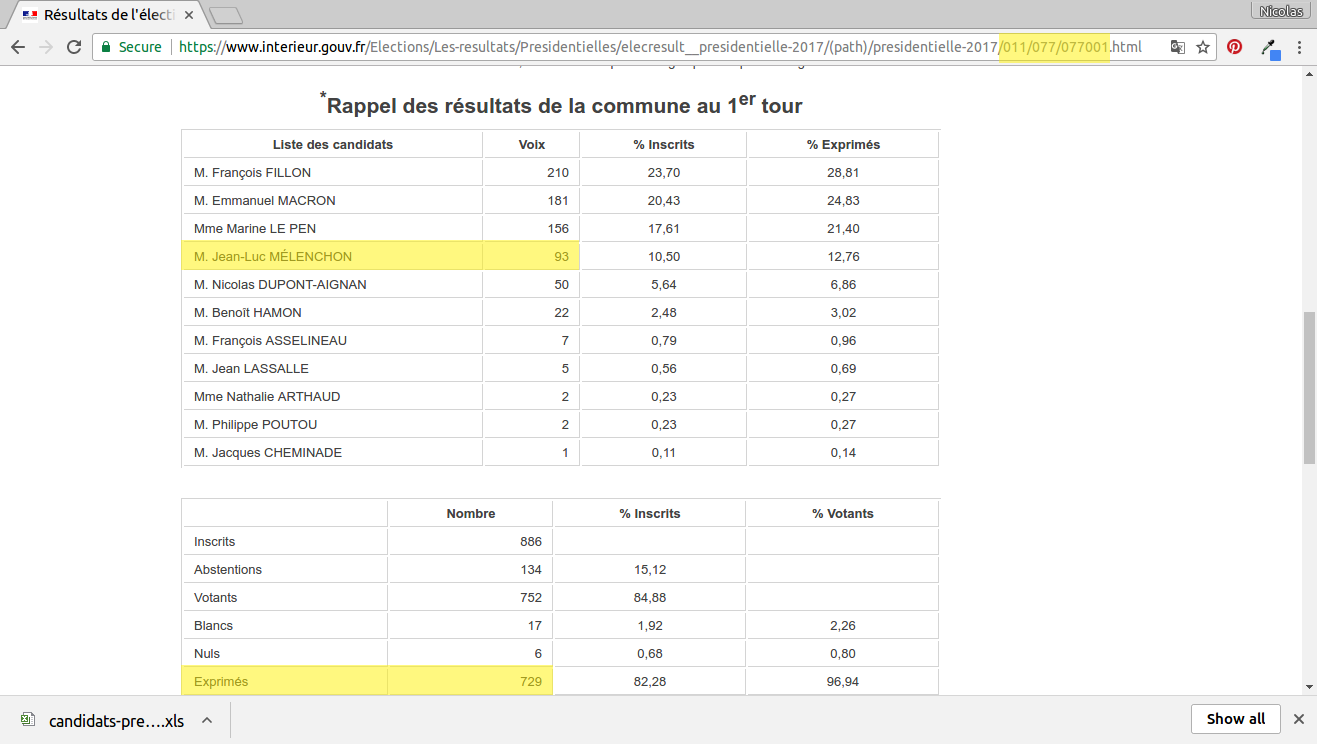 Résultats de l'électi
Nicolas
Secure https://www.interieur.gouv.fr/Elections/Les-resultats/Presidentielles/elecresult__presidentielle-2017/(path)/presidentielle-2017/011/077/077001.html
*Rappel des résultats de la commune au 1er tour
Liste des candidats Voix % Inscrits % Exprimés
M. François FILLON 210 23,70 28,81
M. Emmanuel MACRON 181 20,43 24,83
Mme Marine LE PEN 156 17,61 21,40
M. Jean-Luc MÉLENCHON 93 10,50 12,76
M. Nicolas DUPONT-AIGNAN 50 5,64 6,86
M. Benoît HAMON 22 2,48 3,02
M. François ASSELINEAU 7 0,79 0,96
M. Jean LASSALLE 5 0,56 0,69
Mme Nathalie ARTHAUD 2 0,23 0,27
M. Philippe POUTOU 2 0,23 0,27
M. Jacques CHEMINADE 1 0,11 0,14
Nombre % Inscrits % Votants
Inscrits 886
Abstentions 134 15,12
Votants 752 84,88
Blancs 17 1,92 2,26
Nuls 6 0,68 0,80
Exprimés 729 82,28 96,94
candidats-pre....xls
Show all